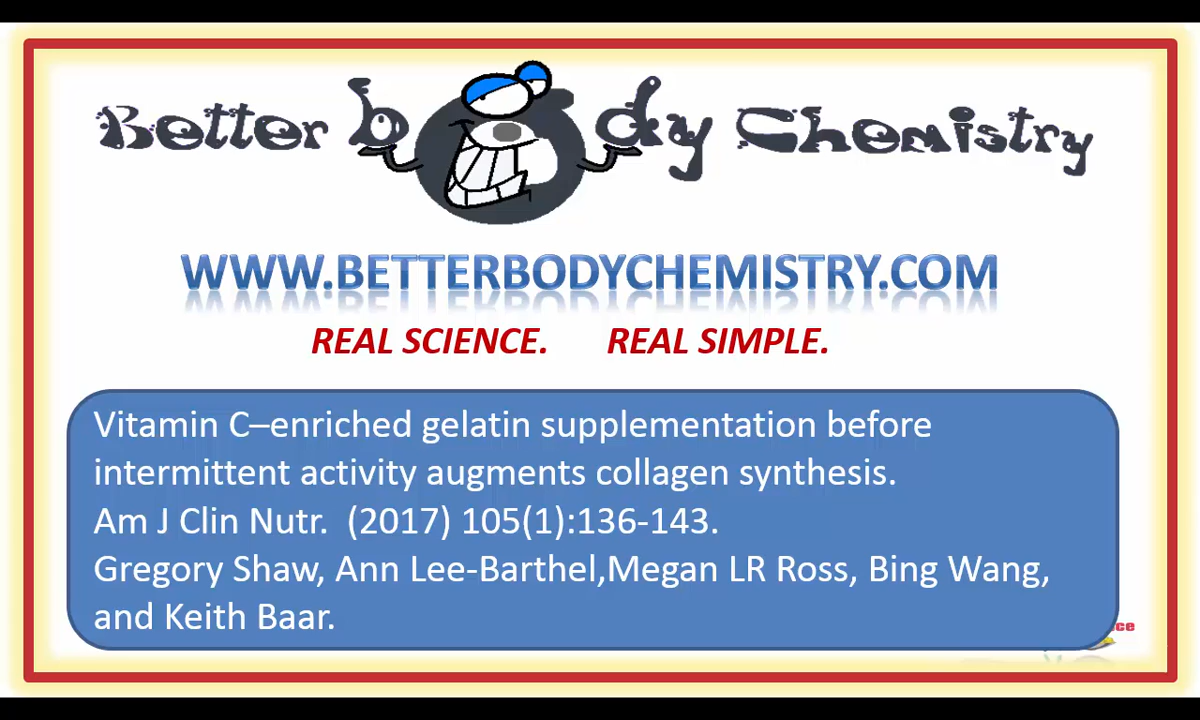 Better body Chemistry
WWW.BETTERBODYCHEMISTRY.COM
REAL SCIENCE. REAL SIMPLE.
Vitamin C–enriched gelatin supplementation before
intermittent activity augments collagen synthesis.
Am J Clin Nutr. (2017) 105(1):136-143.
Gregory Shaw, Ann Lee-Barthel,Megan LR Ross, Bing Wang,
and Keith Baar.